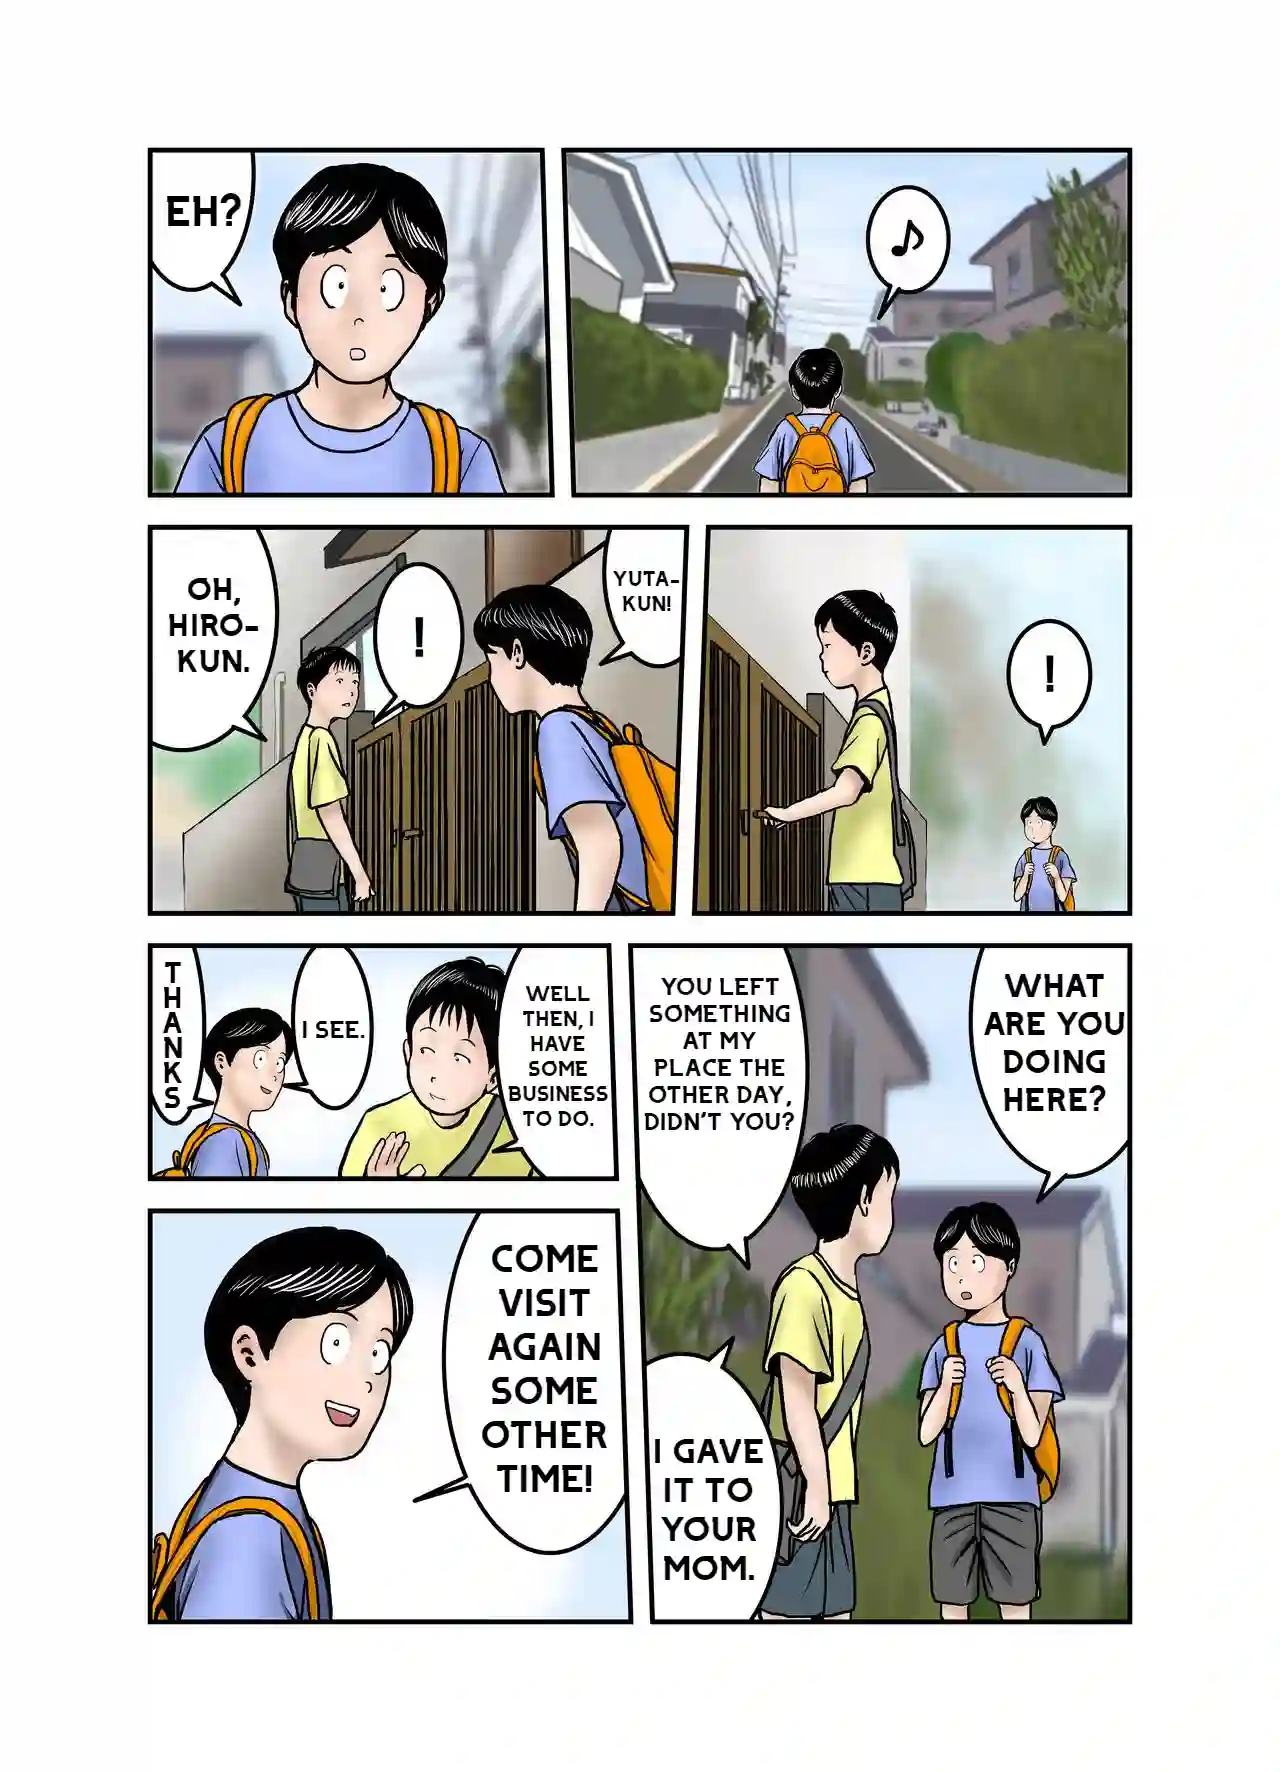 ♪
EH?
!
YUTA-
KUN!
!
OH,
HIRO-
KUN.
WHAT
ARE YOU
DOING
HERE?
YOU LEFT
SOMETHING
AT MY
PLACE THE
OTHER DAY,
DIDN'T YOU?
I GAVE
IT TO
YOUR
MOM.
WELL
THEN, I
HAVE
SOME
BUSINESS
TO DO.
I SEE.
THANKS
COME
VISIT
AGAIN
SOME
OTHER
TIME!